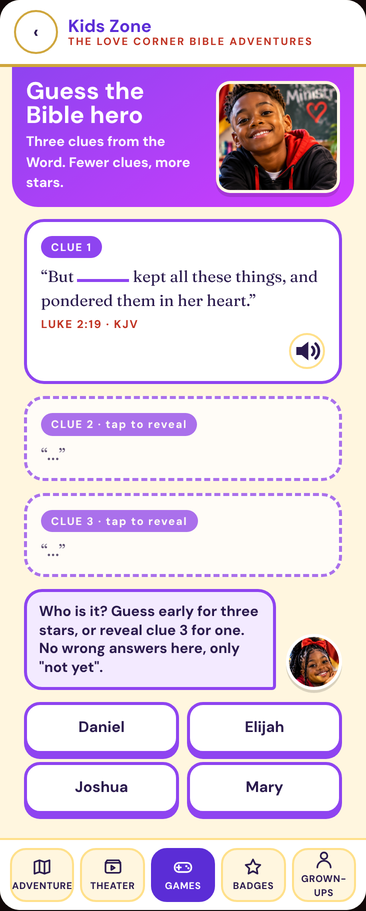 ‹
Kids Zone
THE LOVE CORNER BIBLE ADVENTURES
Guess the
Bible hero
Three clues from the
Word. Fewer clues, more
stars.
Ministr
CLUE 1
“But ______ kept all these things, and
pondered them in her heart.”
LUKE 2:19 · KJV
CLUE 2 · tap to reveal
“...”
CLUE 3 · tap to reveal
“...”
Who is it? Guess early for three
stars, or reveal clue 3 for one.
No wrong answers here, only
"not yet".
Daniel
Elijah
Joshua
Mary
ADVENTURE
THEATER
GAMES
BADGES
GROWN-
UPS